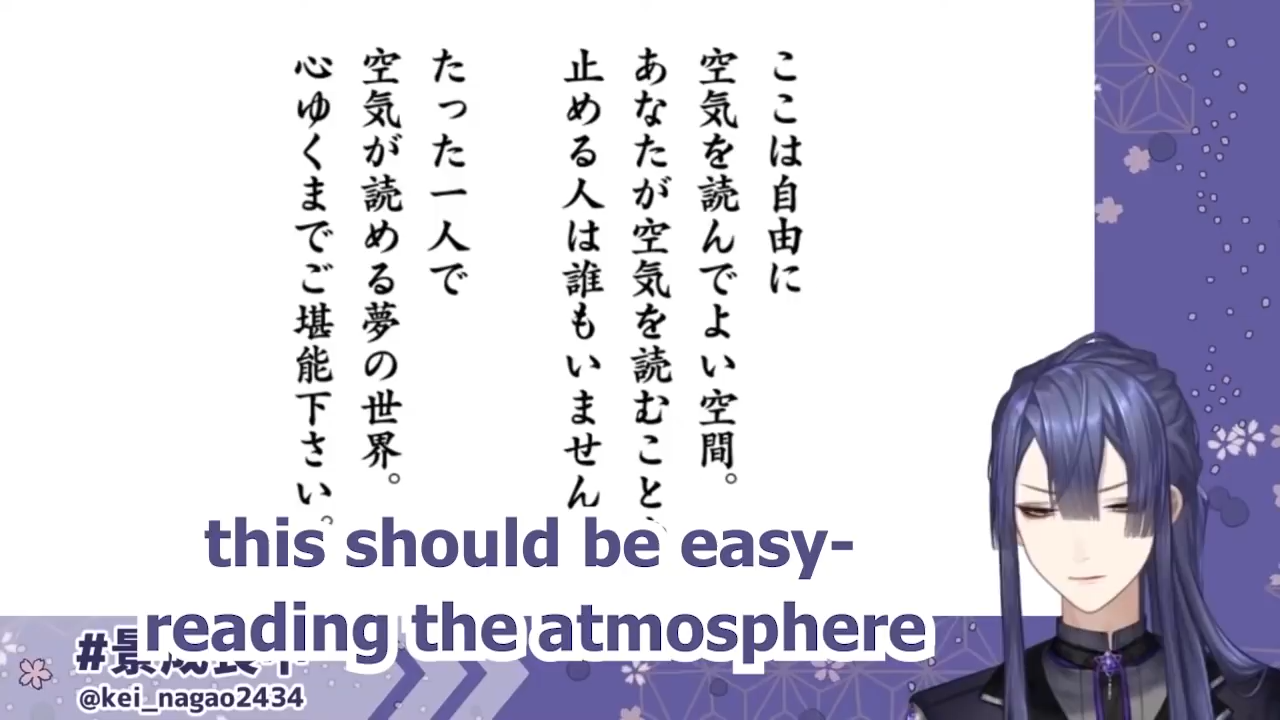 ここは自由に
空気を読んでよい空間。
あなたが空気を読むこと、
止める人は誰もいません
たった一人で
空気が読める夢の世界。
心ゆくまでご堪能下さい。
this should be easy-
reading the atmosphere
@kei_nagao2434